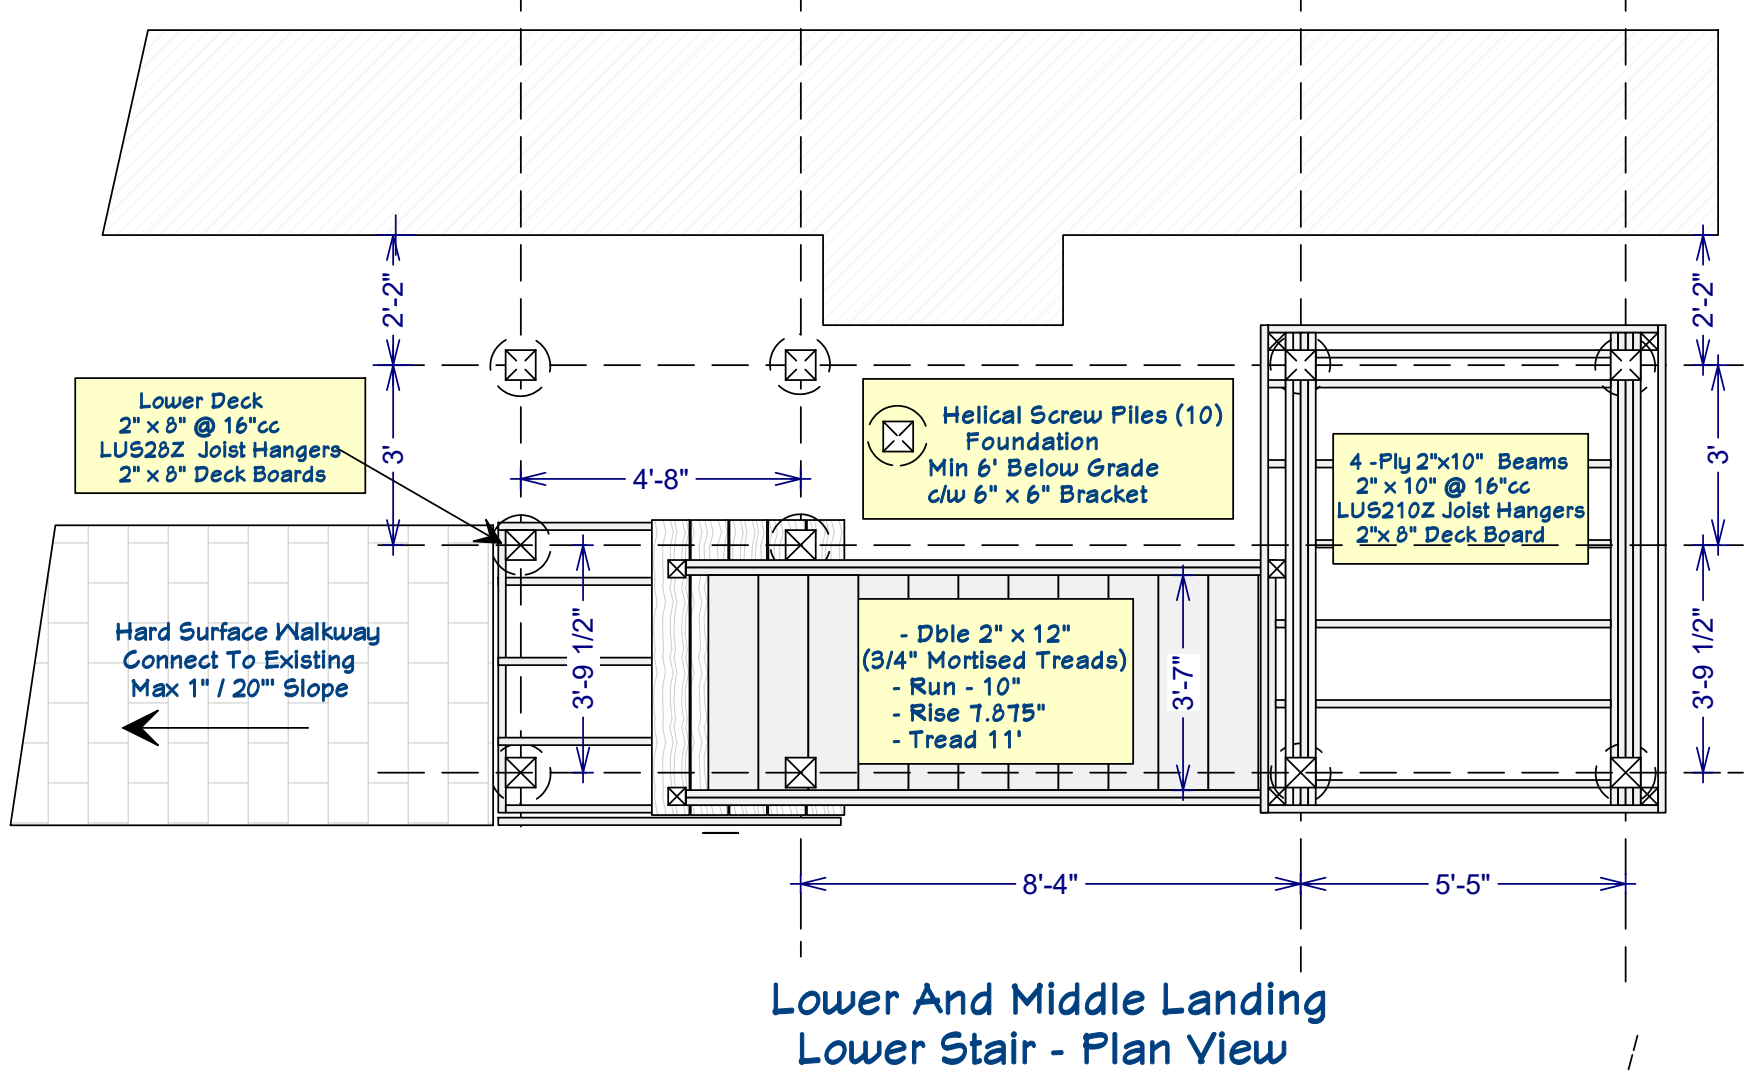 2'-2"
2'-2"
Lower Deck
2" x 8" @ 16"cc
LUS28Z Joist Hangers
2" x 8" Deck Boards
3'
4'-8"
Helical Screw Piles (10)
Foundation
Min 6' Below Grade
c/w 6" x 6" Bracket
4 -Ply 2"x10" Beams
2" x 10" @ 16"cc
LUS210Z Joist Hangers
2"x 8" Deck Board
3'
Hard Surface Walkway
Connect To Existing
Max 1" / 20"' Slope
3'-9 1/2"
- Dble 2" x 12"
(3/4" Mortised Treads)
- Run - 10"
- Rise 7.875"
- Tread 11'
3'-7"
3'-9 1/2"
8'-4"
5'-5"
Lower And Middle Landing
Lower Stair - Plan View